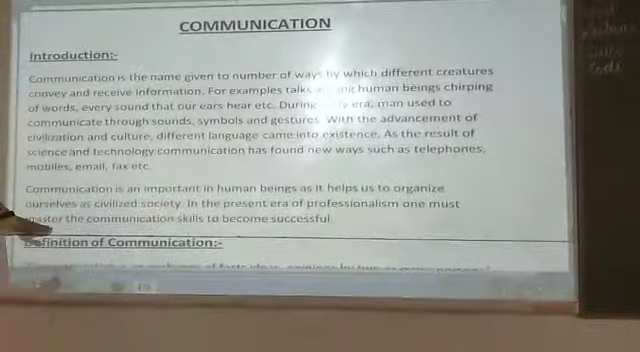 COMMUNICATION
Introduction:-
Communication is the name given to number of ways by which different creatures
convey and receive information. For examples talks human beings chirping
of words, every sound that our ears hear etc. During era, man used to
communicate through sounds, symbols and gestures. With the advancement of
civilization and culture, different language came into existence. As the result of
science and technology communication has found new ways such as telephones,
mobiles, email, fax etc.
Communication is an important in human beings as it helps us to organize
ourselves as civilized society. In the present era of professionalism one must
master the communication skills to become successful.
Definition of Communication:-